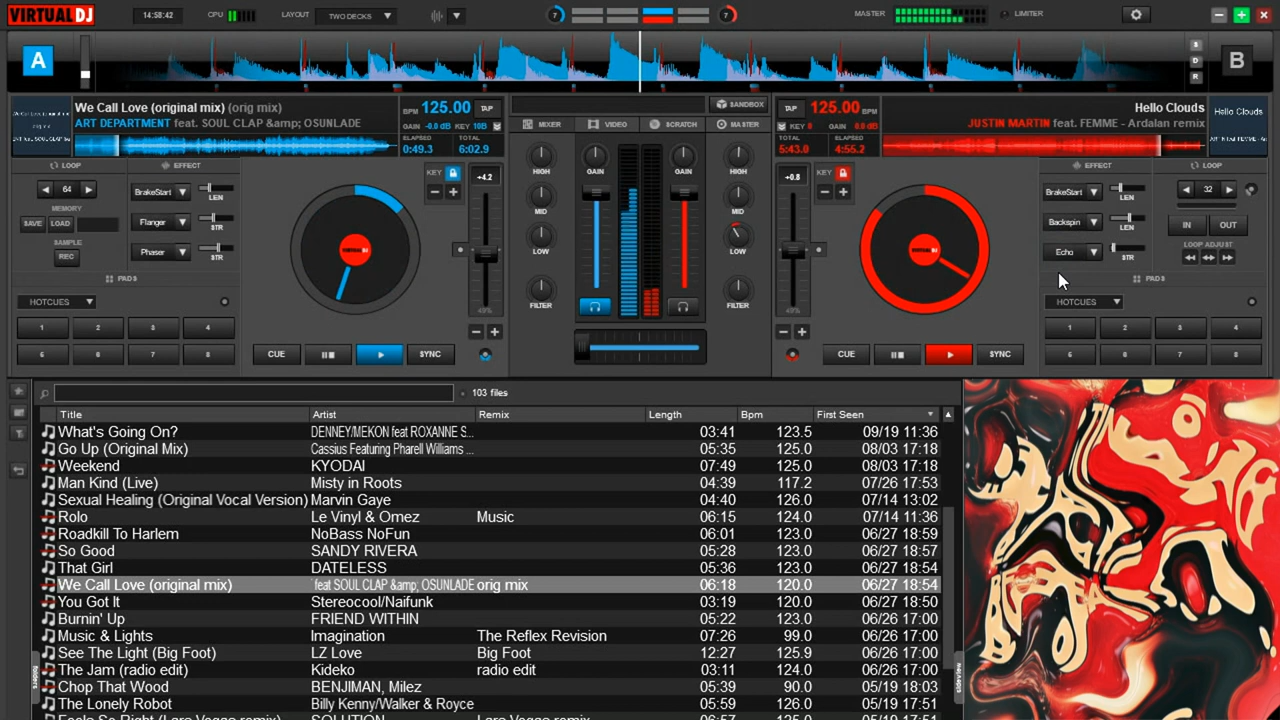 VIRTUALDJ 14:58:42 CPU LAYOUT TWO DECKS 7 7 MASTER LIMITER
A S D R B
We Call Love (original mix) (orig mix) BPM 125.00 TAP
ART DEPARTMENT feat. SOUL CLAP &amp; OSUNLADE GAIN -0.0 dB KEY 10B
ELAPSED 0:49.3 TOTAL 6:02.9
SANDBOX
MIXER VIDEO SCRATCH MASTER
TAP 125.00 BPM Hello Clouds
KEY GAIN 0.0 dB JUSTIN MARTIN feat. FEMME - Ardalan remix
5:43.0 TOTAL 4:55.2
Hello Clouds
LOOP EFFECT
64 BrakeStart LEN
MEMORY
SAVE LOAD Flanger STR
SAMPLE
REC Phaser STR
PADS
HOTCUES
1 2 3 4
5 6 7 8
KEY +4.2
49%
CUE SYNC
HIGH GAIN GAIN HIGH
MID MID
LOW LOW
FILTER FILTER
+0.8 KEY
49%
CUE SYNC
EFFECT LOOP
BrakeStart LEN 32
Backspin LEN IN OUT
Echo STR LOOP ADJUST
PADS
HOTCUES
1 2 3 4
5 6 7 8
103 files
Title Artist Remix Length Bpm First Seen
What's Going On? DENNEY/MEKON feat ROXANNE S... 03:41 123.5 09/19 11:36
Go Up (Original Mix) Cassius Featuring Pharell Williams ... 05:35 125.0 08/03 17:18
Weekend KYODAI 07:49 125.0 08/03 17:18
Man Kind (Live) Misty in Roots 04:39 117.2 07/26 17:53
Sexual Healing (Original Vocal Version) Marvin Gaye 04:40 126.0 07/14 13:02
Rolo Le Vinyl & Omez Music 06:15 124.0 07/14 11:36
Roadkill To Harlem NoBass NoFun 06:01 123.0 06/27 18:59
So Good SANDY RIVERA 05:28 123.0 06/27 18:57
That Girl DATELESS 05:36 123.0 06/27 18:54
We Call Love (original mix) feat SOUL CLAP &amp; OSUNLADE orig mix 06:18 120.0 06/27 18:54
You Got It Stereocool/Naifunk 03:19 120.0 06/27 18:50
Burnin' Up FRIEND WITHIN 05:22 123.0 06/26 17:00
Music & Lights Imagination The Reflex Revision 07:26 99.0 06/26 17:00
See The Light (Big Foot) LZ Love Big Foot 12:27 125.9 06/26 17:00
The Jam (radio edit) Kideko radio edit 03:11 124.0 06/26 17:00
Chop That Wood BENJIMAN, Milez 05:39 90.0 05/19 18:03
The Lonely Robot Billy Kenny/Walker & Royce 05:59 126.0 05/19 17:51
folders
sideview